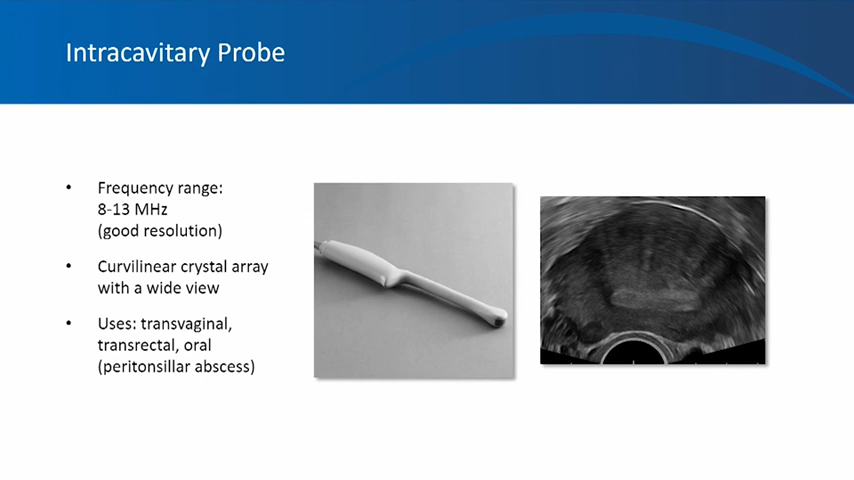 Intracavitary Probe
• Frequency range:
8-13 MHz
(good resolution)
• Curvilinear crystal array
with a wide view
• Uses: transvaginal,
transrectal, oral
(peritonsillar abscess)